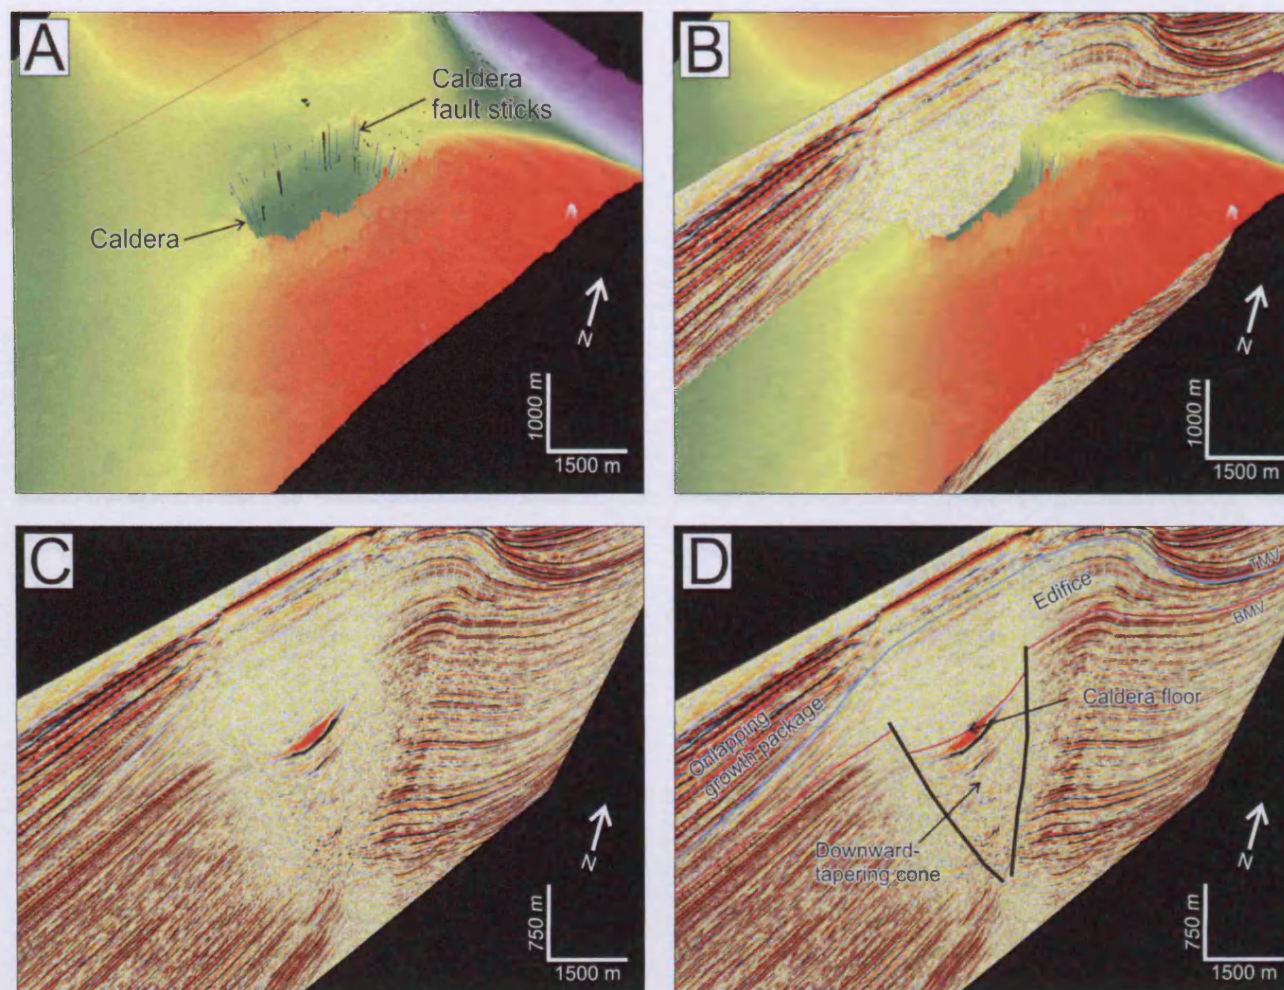 A
Caldera
fault sticks
Caldera
N
1000 m
1500 m
B
N
1000 m
1500 m
C
N
750 m
1500 m
D
Edifice
TMV
BMV
Caldera floor
Onlapping
growth package
Downward-
tapering cone
N
750 m
1500 m